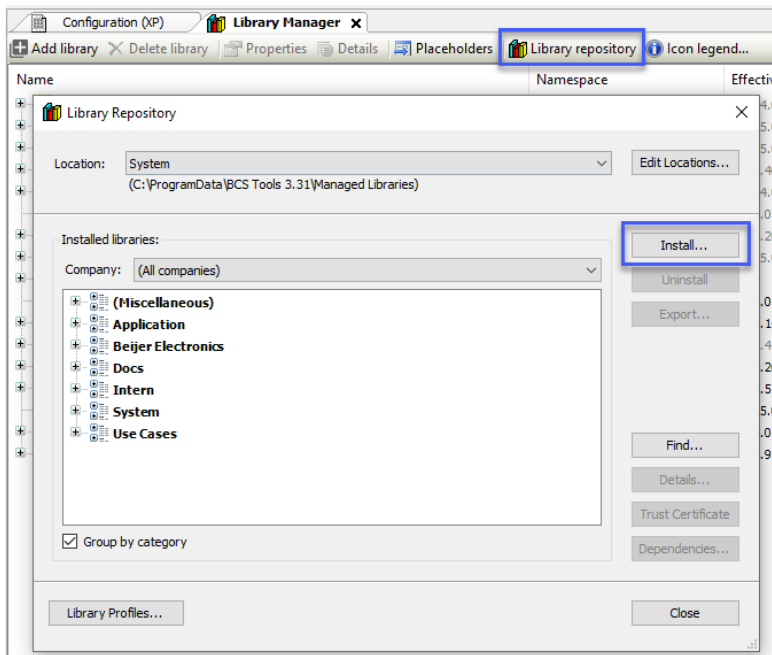 Configuration (XP) Library Manager x
Add library Delete library Properties Details Placeholders Library repository Icon legend...
Name Namespace
Library Repository
Location: System Edit Locations...
(C:\ProgramData\BCS Tools 3.31\Managed Libraries)
Installed libraries:
Install...
Company: (All companies)
Uninstall
(Miscellaneous)
Export...
Application
Beijer Electronics
Docs
Intern
System
Use Cases
Find...
Details...
Trust Certificate
Group by category
Dependencies...
Library Profiles... Close